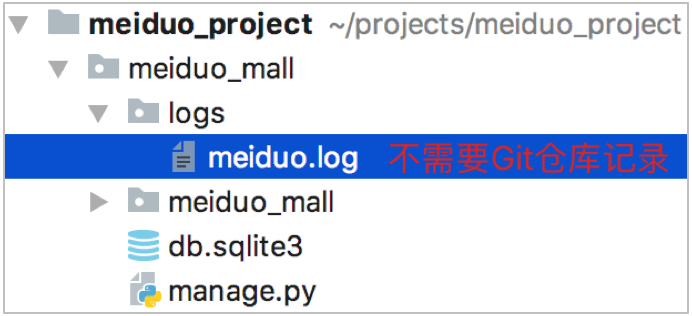 meiduo_project ~/projects/meiduo_project
meiduo_mall
logs
meiduo.log 不需要Git仓库记录
meiduo_mall
db.sqlite3
manage.py